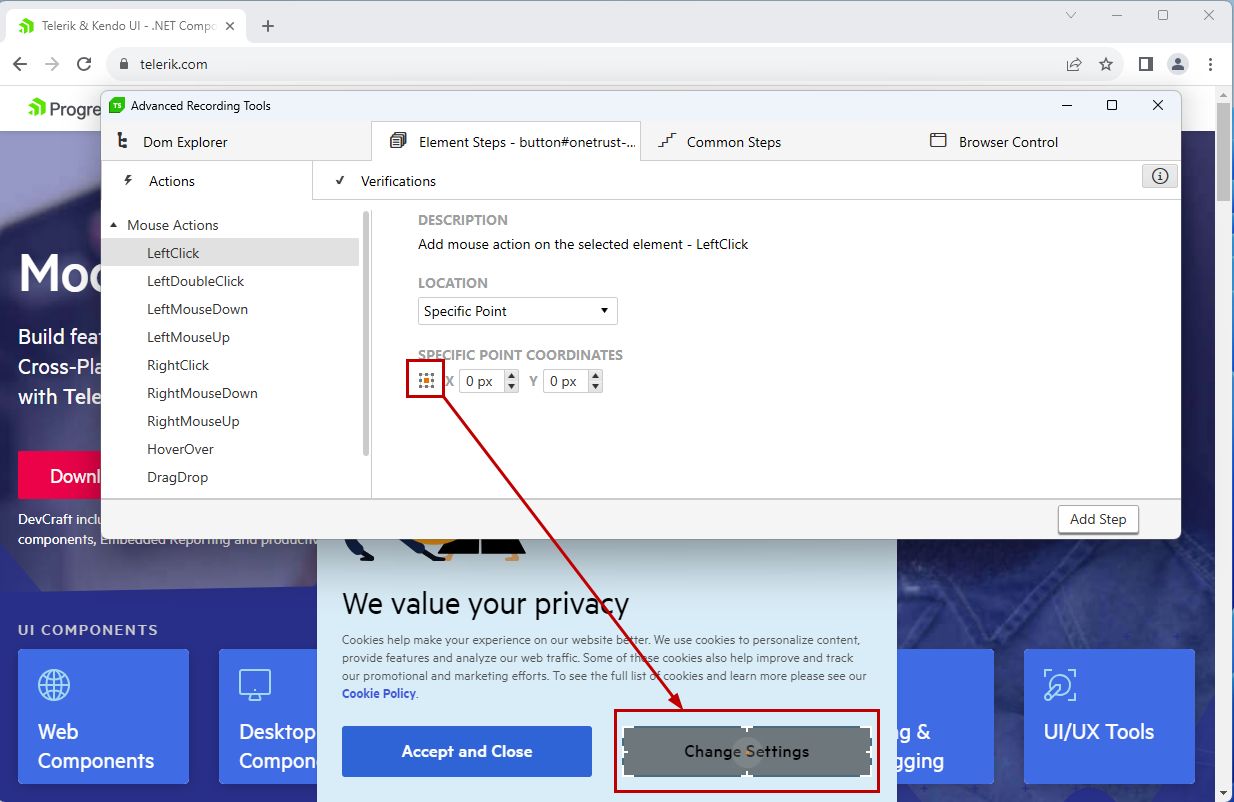 Telerik & Kendo UI - .NET Compo
telerik.com
Progre
TS Advanced Recording Tools
Dom Explorer
Element Steps - button#onetrust-...
Common Steps
Browser Control
Actions
Verifications
Mouse Actions
LeftClick
LeftDoubleClick
LeftMouseDown
LeftMouseUp
RightClick
RightMouseDown
RightMouseUp
HoverOver
DragDrop
DESCRIPTION
Add mouse action on the selected element - LeftClick
LOCATION
Specific Point
SPECIFIC POINT COORDINATES
X 0 px Y 0 px
Add Step
Mod
Build feat
Cross-Pla
with Tele
Downl
DevCraft inclu
components, Embedded Reporting and productiv
UI COMPONENTS
Web
Components
Desktop
Compon
ng &
gging
UI/UX Tools
We value your privacy
Cookies help make your experience on our website better. We use cookies to personalize content,
provide features and analyze our web traffic. Some of these cookies also help improve and track
our promotional and marketing efforts. To see the full list of cookies and learn more please see our
Cookie Policy.
Accept and Close
Change Settings